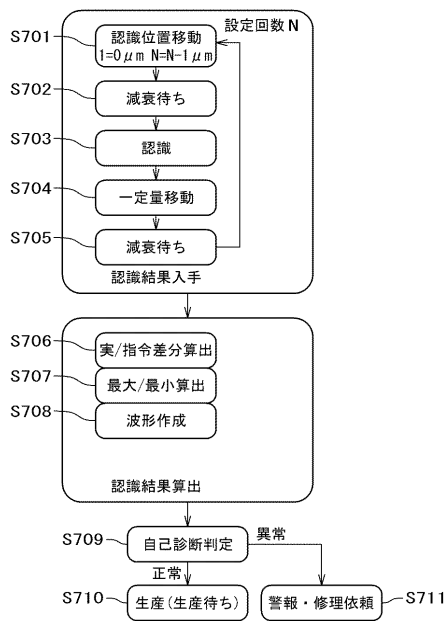 設定回数 N
S701
認識位置移動
1=0μm N=N-1μm
S702
減衰待ち
S703
認識
S704
一定量移動
S705
減衰待ち
認識結果入手
S706
実/指令差分算出
S707
最大/最小算出
S708
波形作成
認識結果算出
S709
自己診断判定
異常
正常
S710
生産(生産待ち)
警報・修理依頼
S711